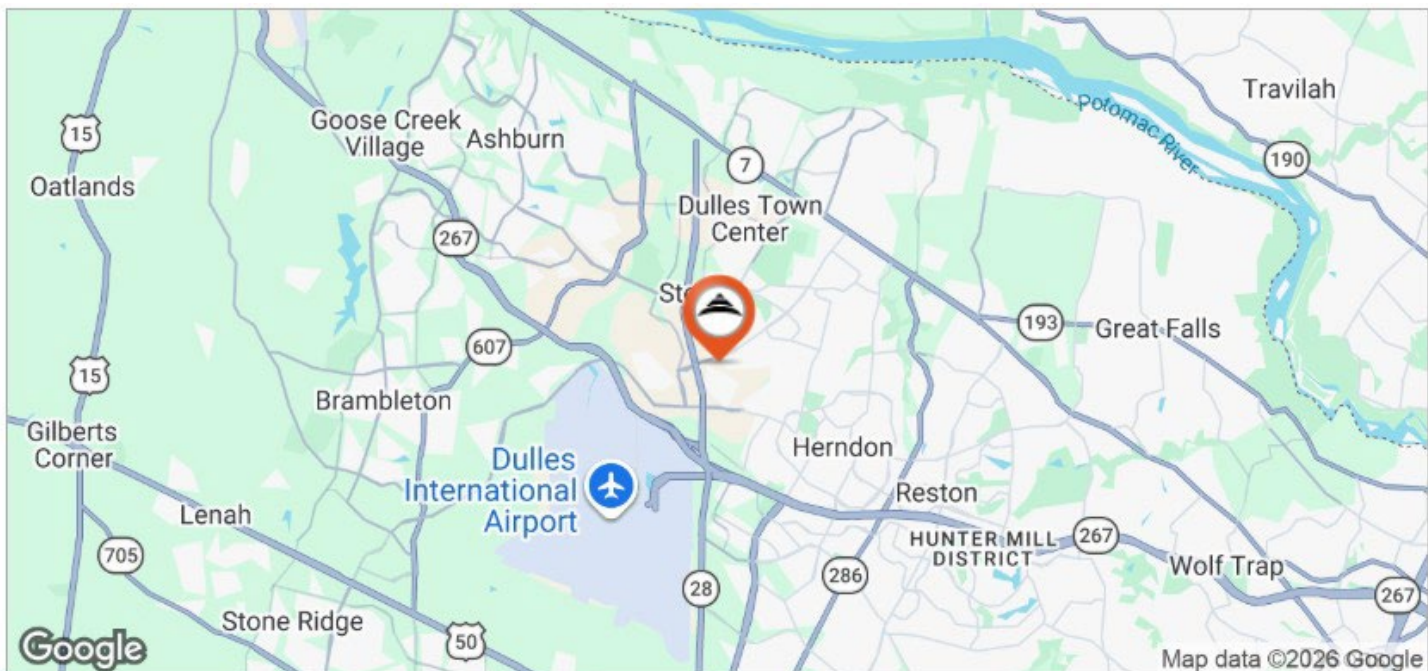 Travilah
Potomac River
15
Goose Creek
Village
Ashburn
7
190
Oatlands
Dulles Town
Center
267
Ste
193
Great Falls
607
15
Brambleton
Gilberts
Corner
Herndon
Dulles
International
Airport
Reston
Lenah
HUNTER MILL
DISTRICT
267
705
286
Wolf Trap
28
267
Stone Ridge
50
Google
Map data ©2026 Google